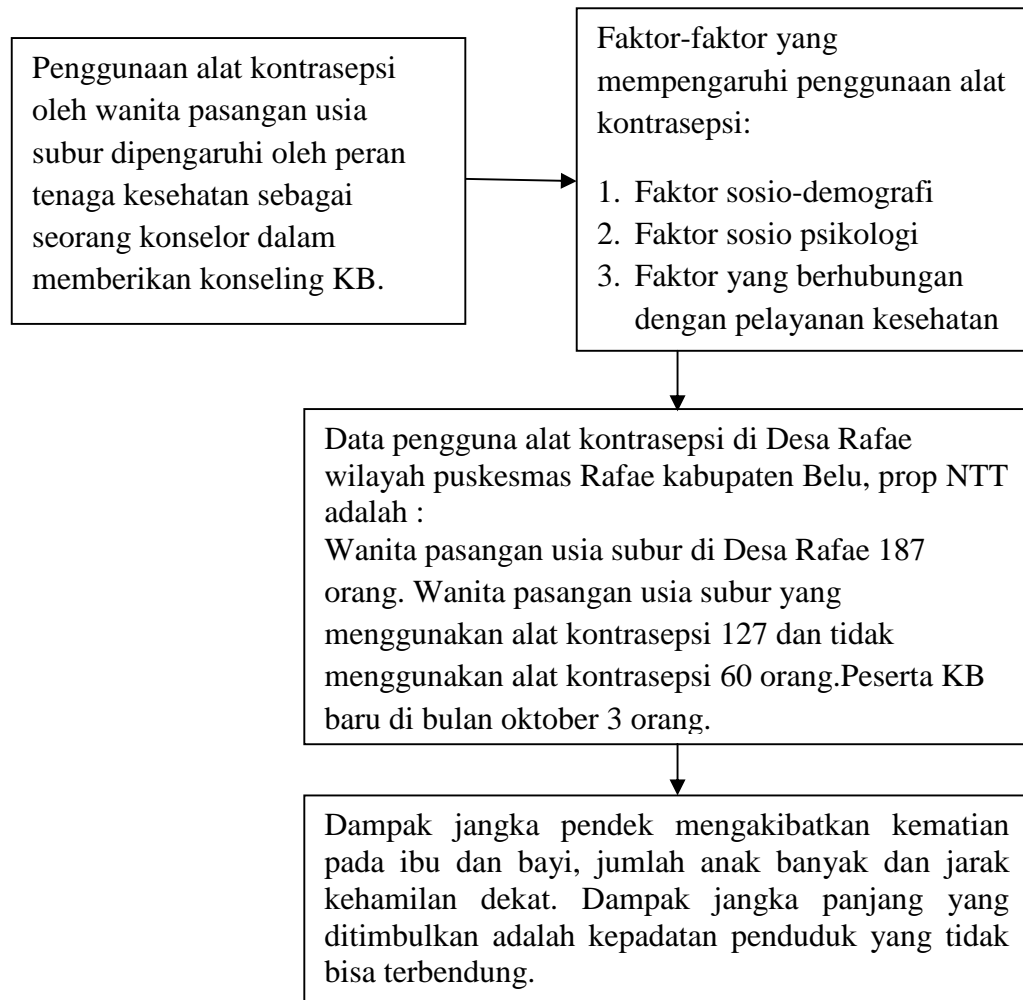 Penggunaan alat kontrasepsi
oleh wanita pasangan usia
subur dipengaruhi oleh peran
tenaga kesehatan sebagai
seorang konselor dalam
memberikan konseling KB.
Faktor-faktor yang
mempengaruhi penggunaan alat
kontrasepsi:
1. Faktor sosio-demografi
2. Faktor sosio psikologi
3. Faktor yang berhubungan
dengan pelayanan kesehatan
Data pengguna alat kontrasepsi di Desa Rafae
wilayah puskesmas Rafae kabupaten Belu, prop NTT
adalah :
Wanita pasangan usia subur di Desa Rafae 187
orang. Wanita pasangan usia subur yang
menggunakan alat kontrasepsi 127 dan tidak
menggunakan alat kontrasepsi 60 orang.Peserta KB
baru di bulan oktober 3 orang.
Dampak jangka pendek mengakibatkan kematian
pada ibu dan bayi, jumlah anak banyak dan jarak
kehamilan dekat. Dampak jangka panjang yang
ditimbulkan adalah kepadatan penduduk yang tidak
bisa terbendung.